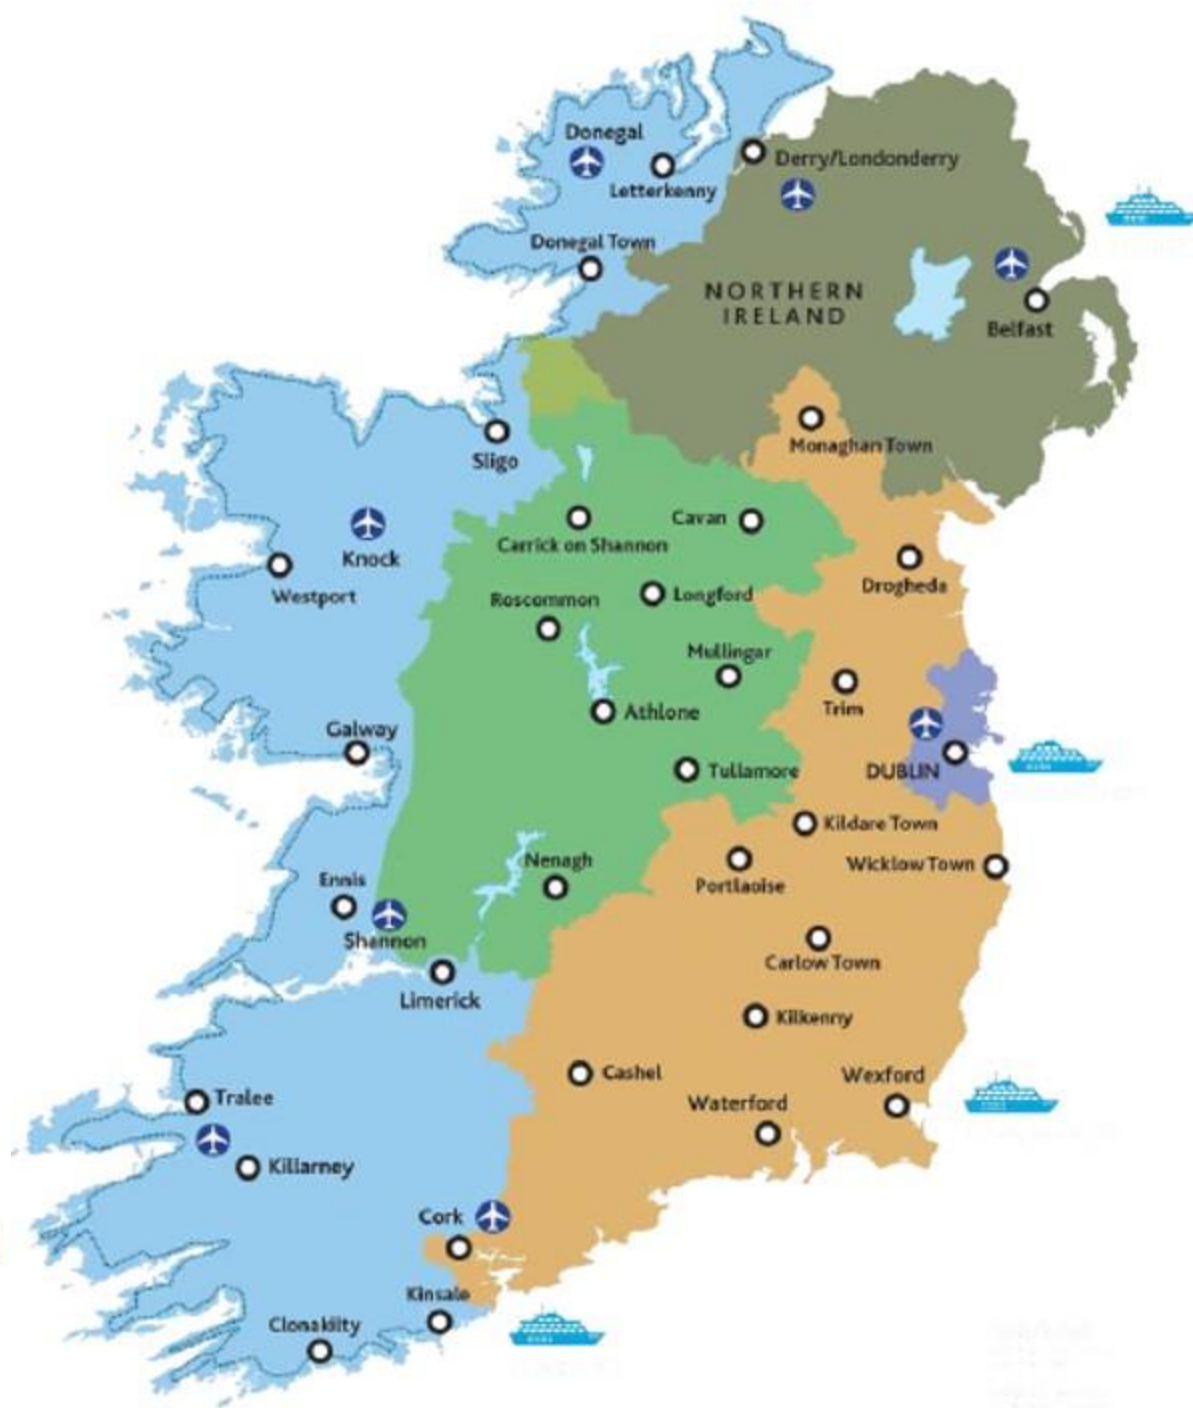 Donegal
Derry/Londonderry
Letterkenny
Donegal Town
NORTHERN
IRELAND
Belfast
Monaghan Town
Sligo
Cavan
Carrick on Shannon
Knock
Westport
Drogheda
Roscommon
Longford
Mullingar
Trim
Athlone
Galway
Tullamore
DUBLIN
Kildare Town
Nenagh
Wicklow Town
Portlaoise
Ennis
Shannon
Carlow Town
Limerick
Kilkenny
Cashel
Wexford
Tralee
Waterford
Killarney
Cork
Kinsale
Clonakilty